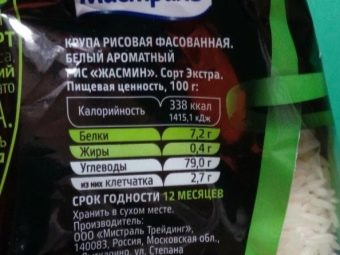 Мистраль
КРУПА РИСОВАЯ ФАСОВАННАЯ.
БЕЛЫЙ АРОМАТНЫЙ
РИС «ЖАСМИН». Сорт Экстра.
Пищевая ценность, 100 г:
Калорийность 338 ккал
1415,1 кДж
Белки 7,2 г
Жиры 0,4 г
Углеводы 79,0 г
из них клетчатка 2,7 г
СРОК ГОДНОСТИ 12 МЕСЯЦЕВ
Хранить в сухом месте.
Производитель:
ООО «Мистраль Трейдинг»,
140083, Россия, Московская обл.,
ул. Степана